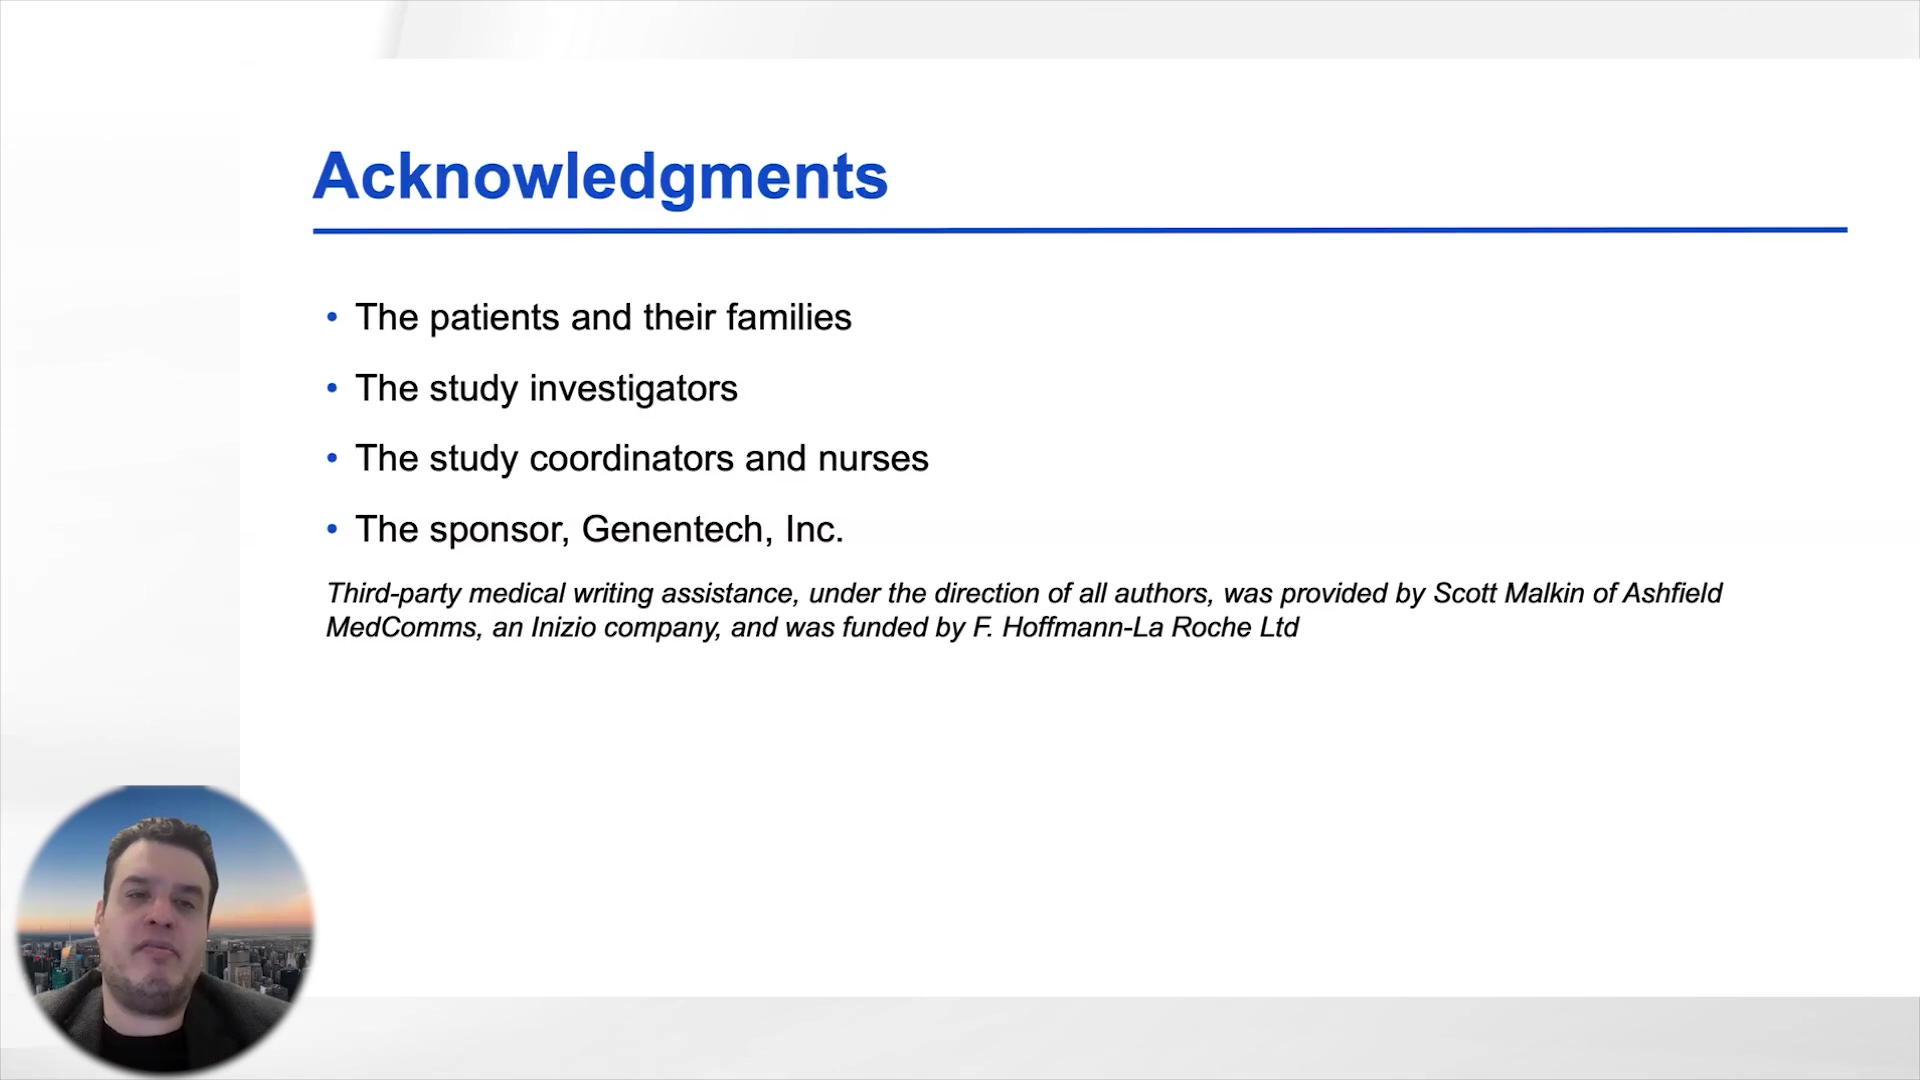 Acknowledgments
• The patients and their families
• The study investigators
• The study coordinators and nurses
• The sponsor, Genentech, Inc.
Third-party medical writing assistance, under the direction of all authors, was provided by Scott Malkin of Ashfield
MedComms, an Inizio company, and was funded by F. Hoffmann-La Roche Ltd